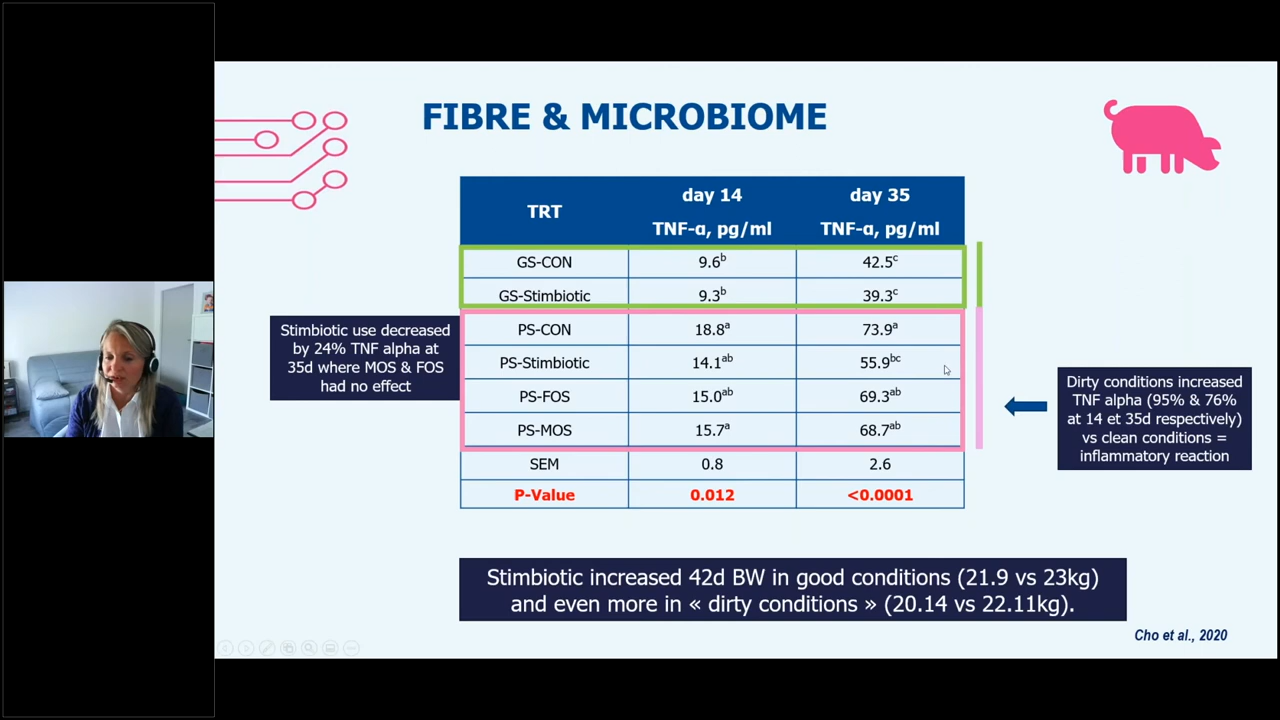 FIBRE & MICROBIOME
TRT
day 14
TNF-α, pg/ml
day 35
TNF-α, pg/ml
GS-CON 9.6ᵇ 42.5ᶜ
GS-Stimbiotic 9.3ᵇ 39.3ᶜ
PS-CON 18.8ᵃ 73.9ᵃ
PS-Stimbiotic 14.1ᵃᵇ 55.9ᵇᶜ
PS-FOS 15.0ᵃᵇ 69.3ᵃᵇ
PS-MOS 15.7ᵃ 68.7ᵃᵇ
SEM 0.8 2.6
P-Value 0.012 <0.0001
Stimbiotic use decreased
by 24% TNF alpha at
35d where MOS & FOS
had no effect
Dirty conditions increased
TNF alpha (95% & 76%
at 14 et 35d respectively)
vs clean conditions =
inflammatory reaction
Stimbiotic increased 42d BW in good conditions (21.9 vs 23kg)
and even more in « dirty conditions » (20.14 vs 22.11kg).
Cho et al., 2020